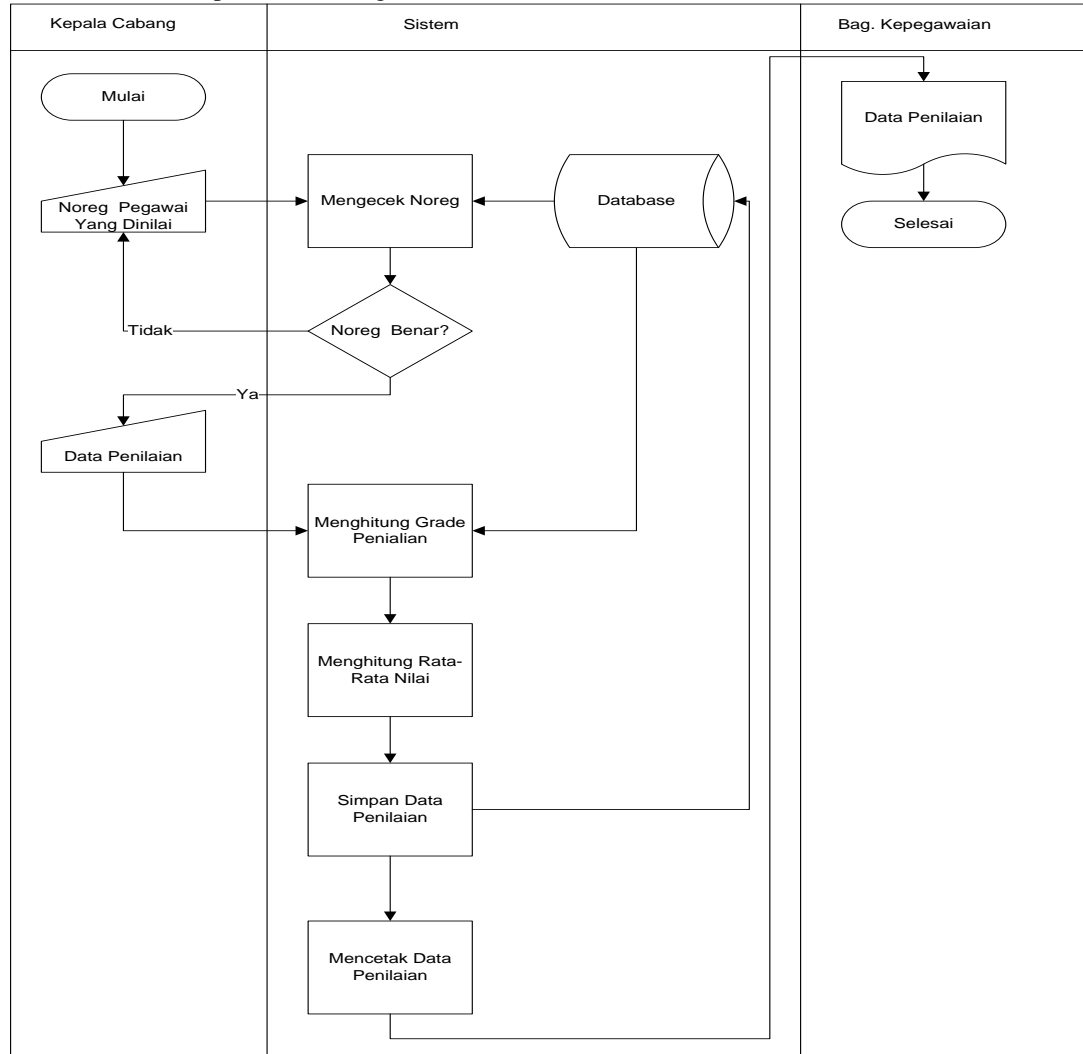 Kepala Cabang
Sistem
Bag. Kepegawaian
Mulai
Data Penilaian
Noreg Pegawai
Yang Dinilai
Mengecek Noreg
Database
Selesai
Tidak
Noreg Benar?
Ya
Data Penilaian
Menghitung Grade
Penialian
Menghitung Rata-
Rata Nilai
Simpan Data
Penilaian
Mencetak Data
Penilaian